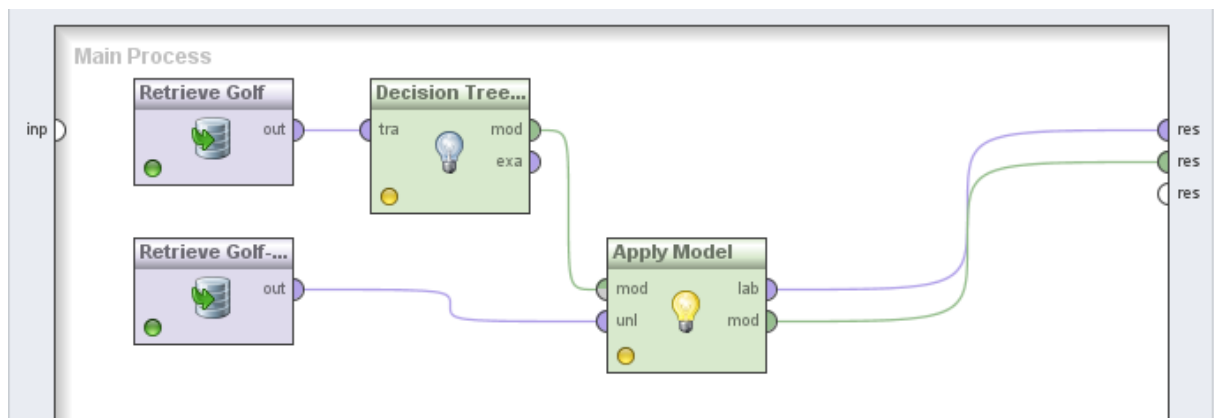 Main Process
Retrieve Golf
Decision Tree...
inp
out
tra
mod
res
exa
res
res
Retrieve Golf-...
Apply Model
out
mod
lab
unl
mod